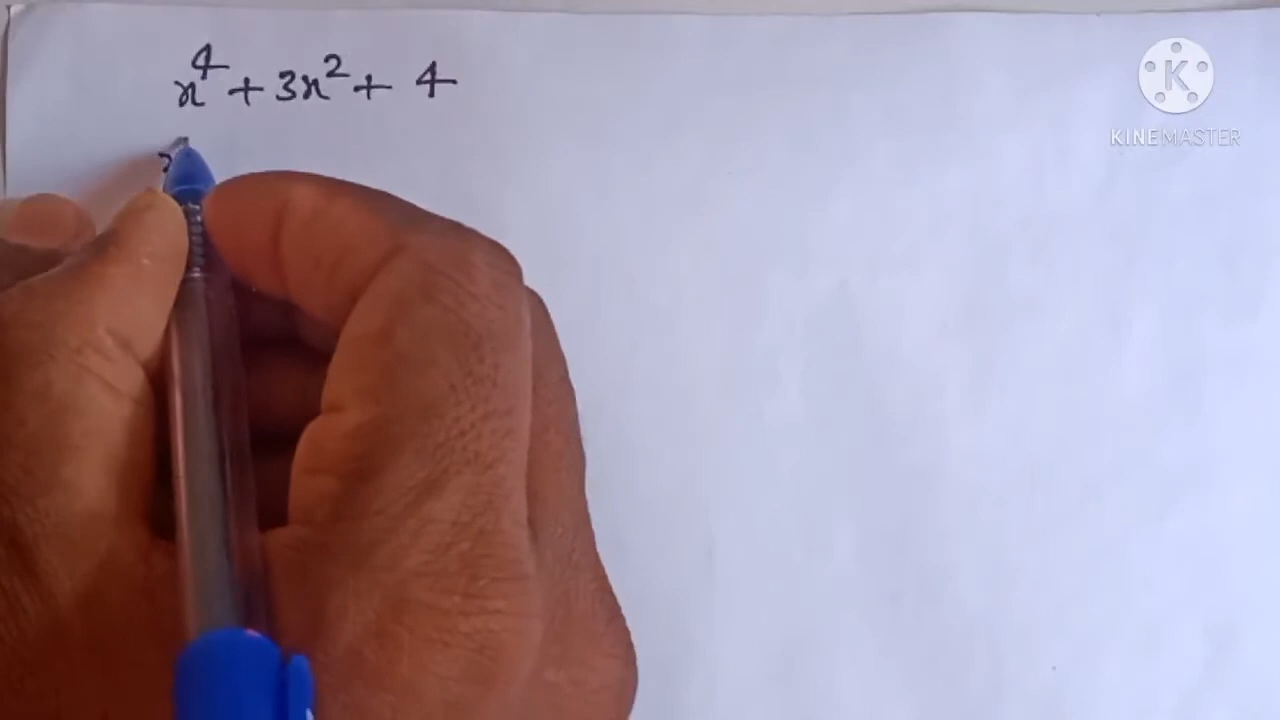 x⁴ + 3x² + 4
KINEMASTER